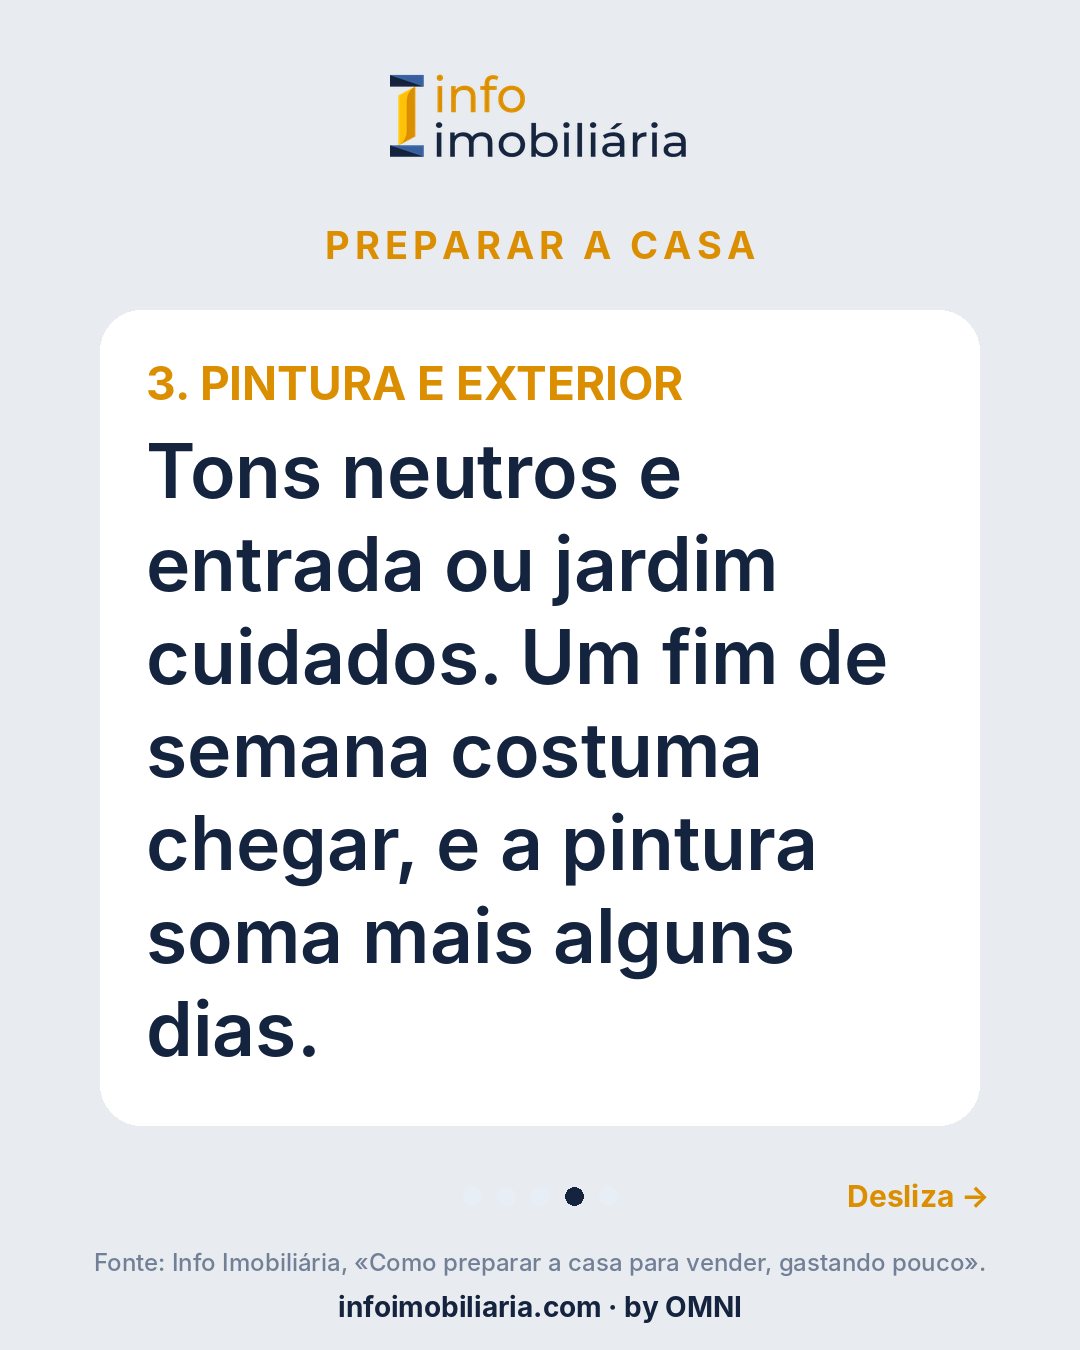 info
imobiliária
PREPARAR A CASA
3. PINTURA E EXTERIOR
Tons neutros e
entrada ou jardim
cuidados. Um fim de
semana costuma
chegar, e a pintura
soma mais alguns
dias.
Desliza →
Fonte: Info Imobiliária, «Como preparar a casa para vender, gastando pouco».
infoimobiliaria.com · by OMNI